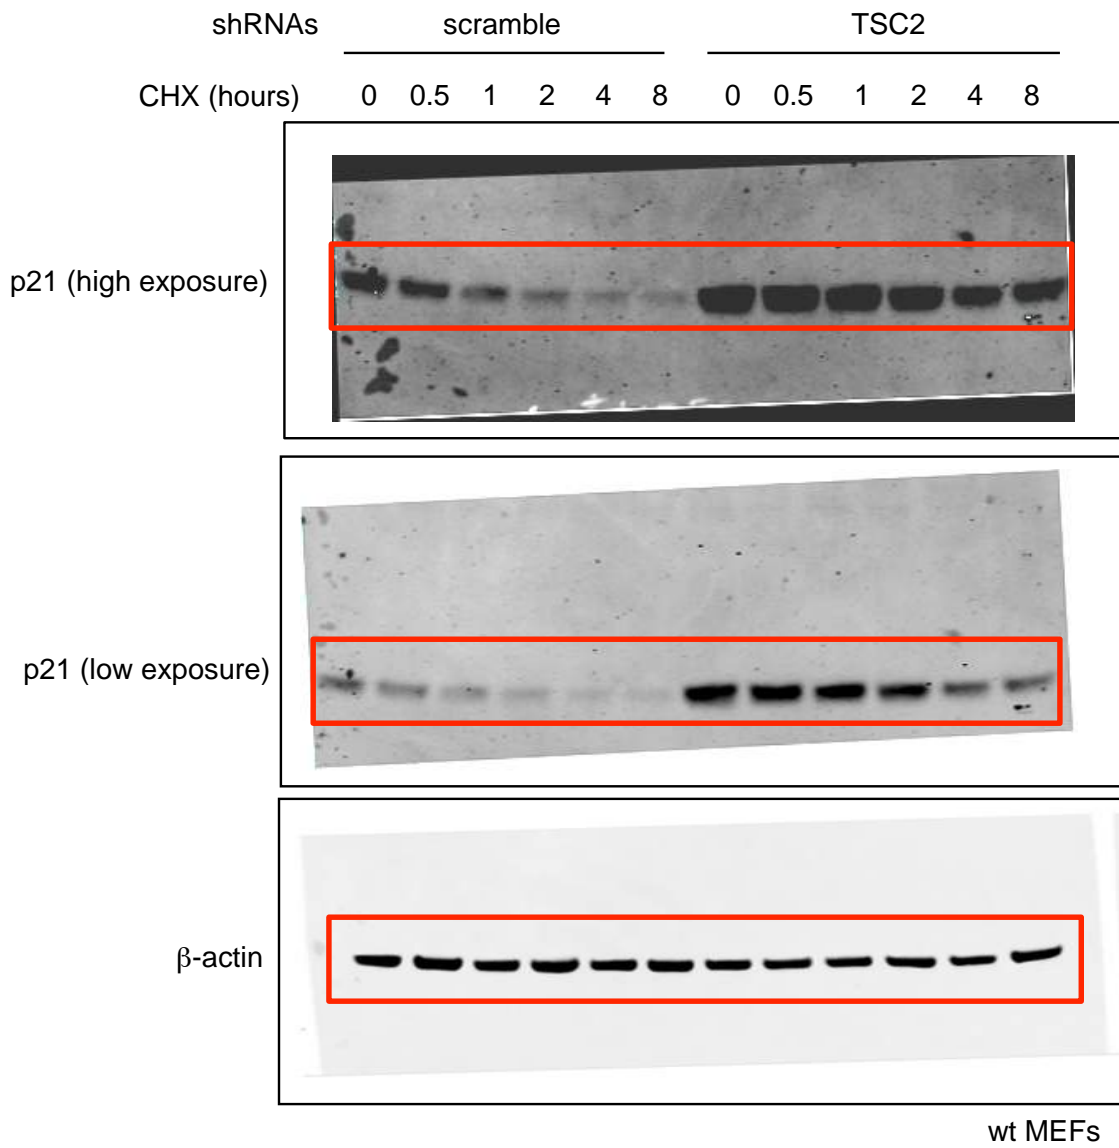 shRNAs scramble TSC2
CHX (hours) 0 0.5 1 2 4 8 0 0.5 1 2 4 8
p21 (high exposure)
p21 (low exposure)
β-actin
wt MEFs